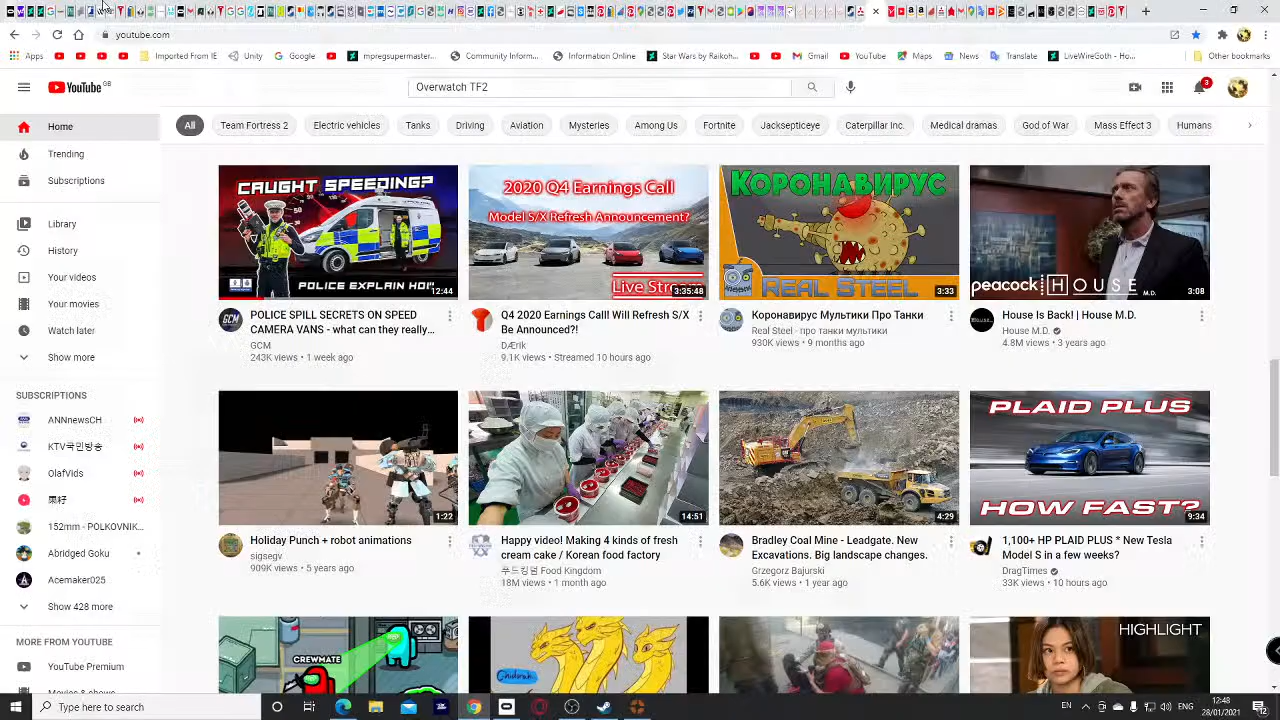 youtube.com
Apps
Imported From IE
Unity
Google
mpregsupermaster...
Community Inform...
Information Online
Star Wars by Raikoh...
Gmail
YouTube
Maps
News
Translate
LiveWireGoth - Ho...
Other bookmarks
YouTube GB
Overwatch TF2
3
Home
Trending
Subscriptions
Library
History
Your videos
Your movies
Watch later
Show more
SUBSCRIPTIONS
ANNnewsCH
KTV국민방송
OlafVids
果籽
152mm - POLKOVNIK...
Abridged Goku
Acemaker025
Show 428 more
MORE FROM YOUTUBE
YouTube Premium
Movies & shows
All
Team Fortress 2
Electric vehicles
Tanks
Driving
Aviation
Mysteries
Among Us
Fortnite
Jacksepticeye
Caterpillar Inc.
Medical dramas
God of War
Mass Effect 3
Humans
CAUGHT SPEEDING?
POLICE EXPLAIN HOW
12:44
POLICE SPILL SECRETS ON SPEED
CAMERA VANS - what can they really...
GCM
243K views • 1 week ago
2020 Q4 Earnings Call
Model S/X Refresh Announcement?
Live Stre
3:35:48
Q4 2020 Earnings Call! Will Refresh S/X
Be Announced?!
DÆrik
9.1K views • Streamed 10 hours ago
КОРОНАВИРУС
REAL STEEL
3:33
Коронавирус Мультики Про Танки
Real Steel - про танки мультики
930K views • 9 months ago
peacock HOUSE M.D.
3:08
House Is Back! | House M.D.
House M.D.
4.8M views • 3 years ago
1:22
Holiday Punch + robot animations
sigsegv
909K views • 5 years ago
14:51
Happy video! Making 4 kinds of fresh
cream cake / Korean food factory
푸드킹덤 Food Kingdom
18M views • 1 month ago
4:29
Bradley Coal Mine - Leadgate. New
Excavations. Big landscape changes.
Grzegorz Bajurski
5.6K views • 1 year ago
PLAID PLUS
HOW FAST?
9:34
1,100+ HP PLAID PLUS * New Tesla
Model S in a few weeks?
DragTimes
33K views • 10 hours ago
CREWMATE
Ghidorah
HIGHLIGHT
Type here to search
EN
ENG
12:48
28/01/2021
12